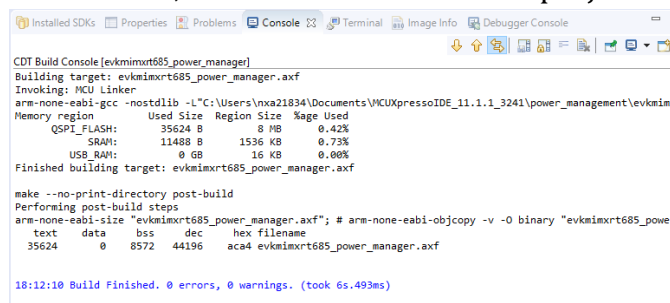 Installed SDKs Properties Problems Console Terminal Image Info Debugger Console
CDT Build Console [evkmimxrt685_power_manager]
Building target: evkmimxrt685_power_manager.axf
Invoking: MCU Linker
arm-none-eabi-gcc -nostdlib -L"C:\Users\nxa21834\Documents\MCUXpressoIDE_11.1.1_3241\power_management\evkmim
Memory region Used Size Region Size %age Used
QSPI_FLASH: 35624 B 8 MB 0.42%
SRAM: 11488 B 1536 KB 0.73%
USB_RAM: 0 GB 16 KB 0.00%
Finished building target: evkmimxrt685_power_manager.axf
make --no-print-directory post-build
Performing post-build steps
arm-none-eabi-size "evkmimxrt685_power_manager.axf"; # arm-none-eabi-objcopy -v -O binary "evkmimxrt685_powe
text data bss dec hex filename
35624 0 8572 44196 aca4 evkmimxrt685_power_manager.axf
18:12:10 Build Finished. 0 errors, 0 warnings. (took 6s.493ms)